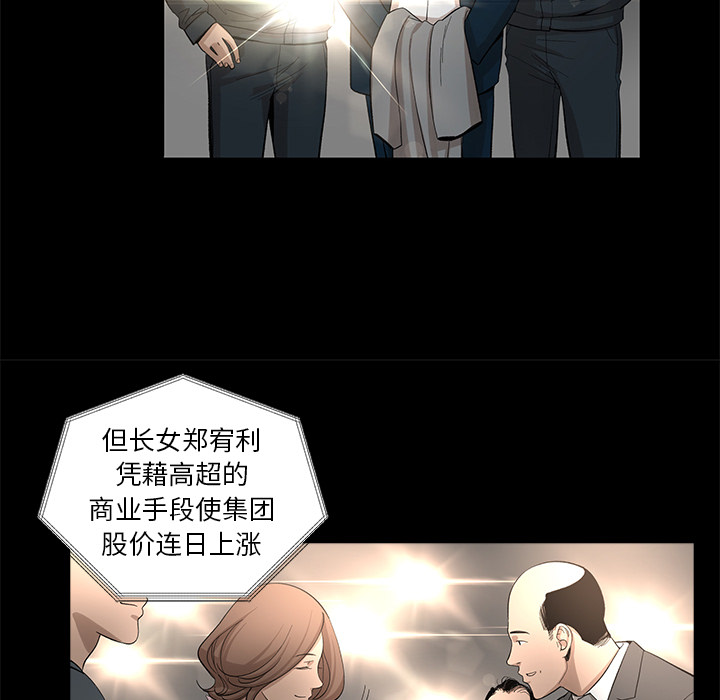 但长女郑宥利
凭藉高超的
商业手段使集团
股价连日上涨